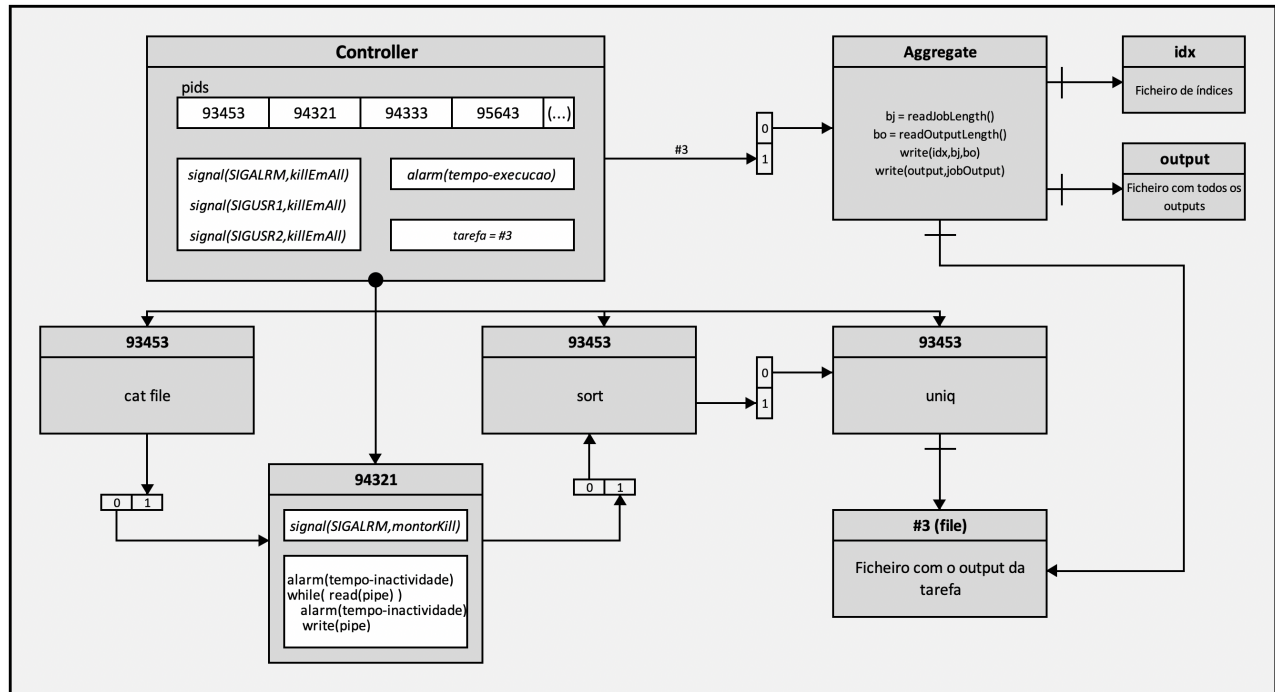 Controller
pids
93453 94321 94333 95643 (...)
signal(SIGALRM,killEmAll)
signal(SIGUSR1,killEmAll)
signal(SIGUSR2,killEmAll)
alarm(tempo-execucao)
tarefa = #3
#3
0
1
Aggregate
bj = readJobLength()
bo = readOutputLength()
write(idx,bj,bo)
write(output,jobOutput)
idx
Ficheiro de índices
output
Ficheiro com todos os
outputs
93453
cat file
0 1
94321
signal(SIGALRM,montorKill)
alarm(tempo-inactividade)
while( read(pipe) )
alarm(tempo-inactividade)
write(pipe)
93453
sort
0 1
0
1
93453
uniq
#3 (file)
Ficheiro com o output da
tarefa